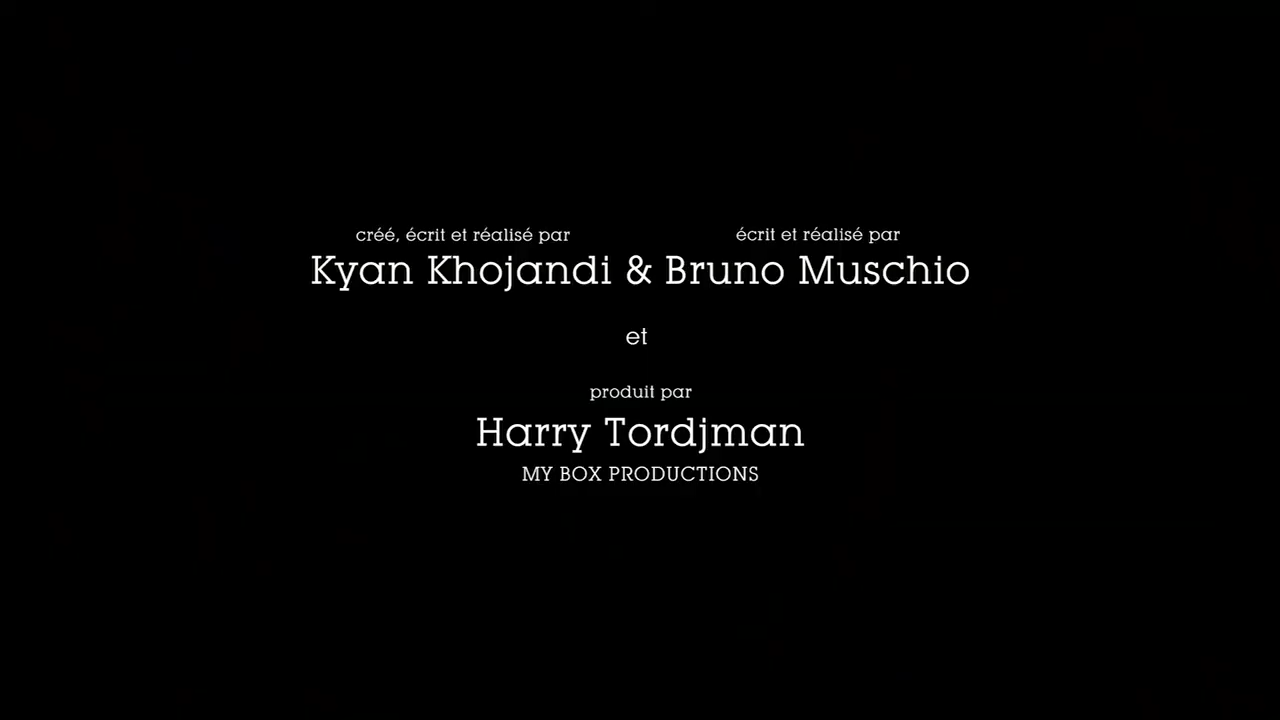 créé, écrit et réalisé par écrit et réalisé par
Kyan Khojandi & Bruno Muschio
et
produit par
Harry Tordjman
MY BOX PRODUCTIONS